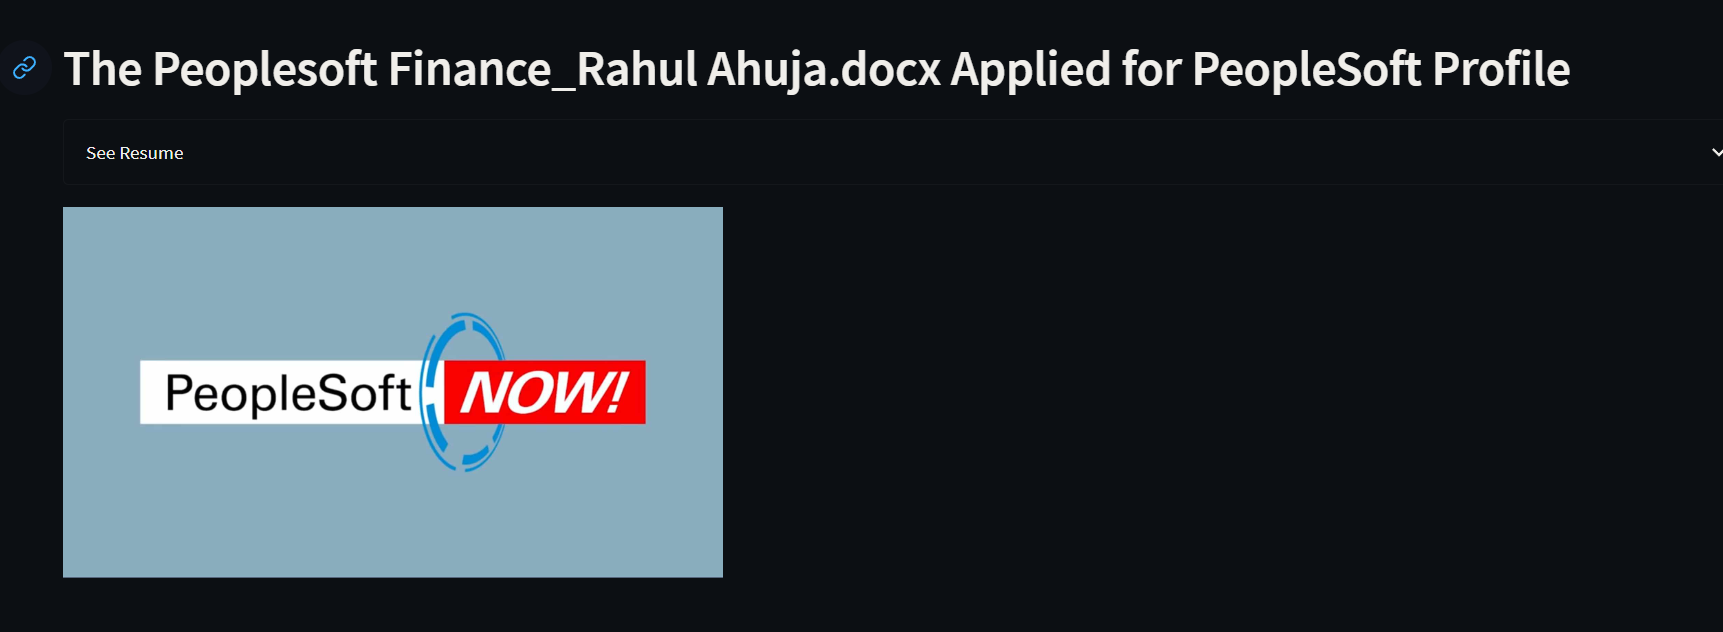 The Peoplesoft Finance_Rahul Ahuja.docx Applied for PeopleSoft Profile
See Resume
PeopleSoft NOW!